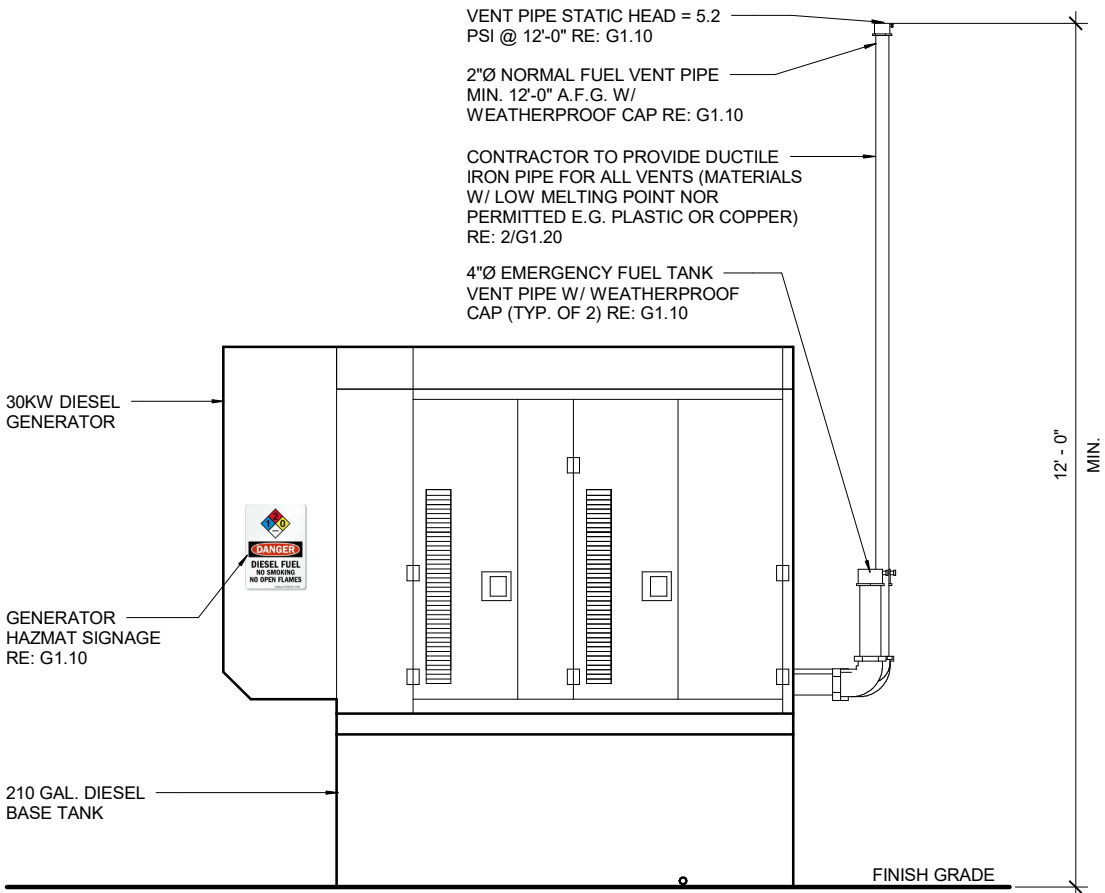 VENT PIPE STATIC HEAD = 5.2
PSI @ 12'-0" RE: G1.10
2"Ø NORMAL FUEL VENT PIPE
MIN. 12'-0" A.F.G. W/
WEATHERPROOF CAP RE: G1.10
CONTRACTOR TO PROVIDE DUCTILE
IRON PIPE FOR ALL VENTS (MATERIALS
W/ LOW MELTING POINT NOR
PERMITTED E.G. PLASTIC OR COPPER)
RE: 2/G1.20
4"Ø EMERGENCY FUEL TANK
VENT PIPE W/ WEATHERPROOF
CAP (TYP. OF 2) RE: G1.10
30KW DIESEL
GENERATOR
12' - 0"
MIN.
2
1 0
DANGER
DIESEL FUEL
NO SMOKING
NO OPEN FLAMES
GENERATOR
HAZMAT SIGNAGE
RE: G1.10
210 GAL. DIESEL
BASE TANK
FINISH GRADE